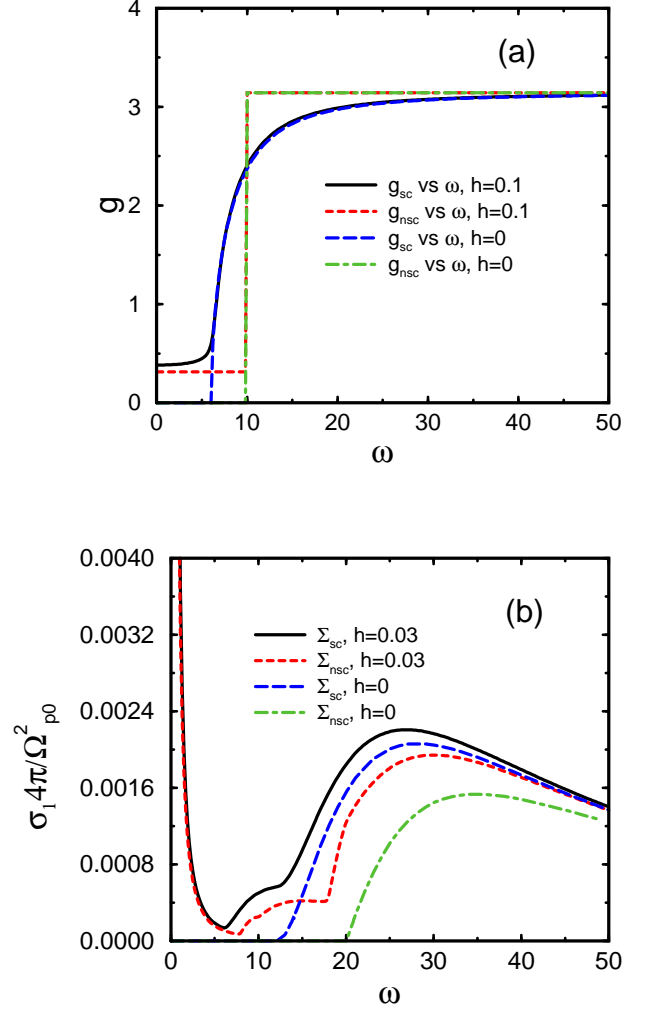 4
3
2
1
0
g
(a)
g_sc vs ω, h=0.1
g_nsc vs ω, h=0.1
g_sc vs ω, h=0
g_nsc vs ω, h=0
0 10 20 30 40 50
ω
0.0040
0.0032
0.0024
0.0016
0.0008
0.0000
σ_1 4π/Ω^2_p0
(b)
Σ_sc, h=0.03
Σ_nsc, h=0.03
Σ_sc, h=0
Σ_nsc, h=0
0 10 20 30 40 50
ω